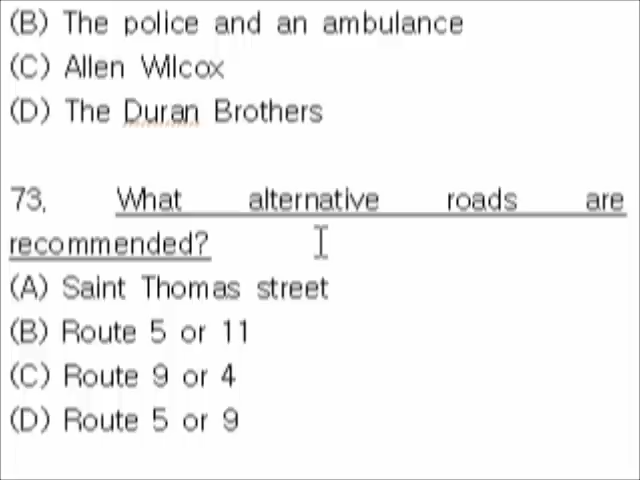 (B) The police and an ambulance
(C) Allen Wilcox
(D) The Duran Brothers
73, What alternative roads are
recommended?
(A) Saint Thomas street
(B) Route 5 or 11
(C) Route 9 or 4
(D) Route 5 or 9